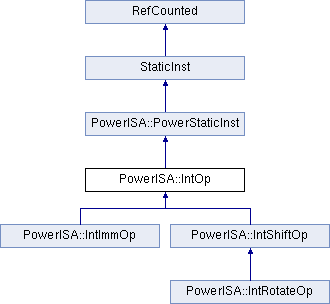 RefCounted
StaticInst
PowerISA::PowerStaticInst
PowerISA::IntOp
PowerISA::IntImmOp
PowerISA::IntShiftOp
PowerISA::IntRotateOp